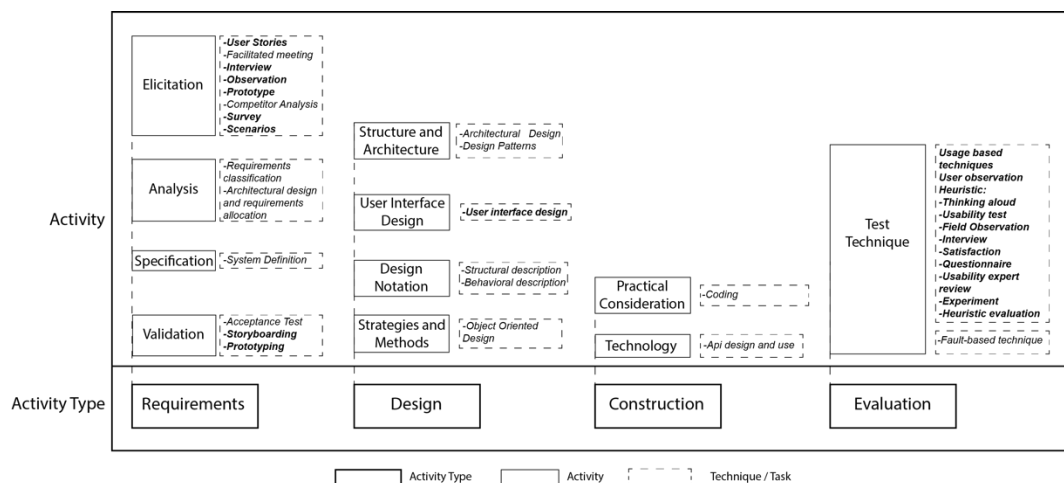 Activity
Elicitation
-User Stories
-Facilitated meeting
-Interview
-Observation
-Prototype
-Competitor Analysis
-Survey
-Scenarios
Analysis
-Requirements
classification
-Architectural design
and requirements
allocation
Specification
-System Definition
Validation
-Acceptance Test
-Storyboarding
-Prototyping
Structure and
Architecture
-Architectural Design
-Design Patterns
User Interface
Design
-User interface design
Design
Notation
-Structural description
-Behavioral description
Strategies and
Methods
-Object Oriented
Design
Practical
Consideration
-Coding
Technology
-Api design and use
Test
Technique
Usage based
techniques
User observation
Heuristic:
-Thinking aloud
-Usability test
-Field Observation
-Interview
-Satisfaction
-Questionnaire
-Usability expert
review
-Experiment
-Heuristic evaluation
-Fault-based technique
Activity Type
Requirements
Design
Construction
Evaluation
Activity Type
Activity
Technique / Task